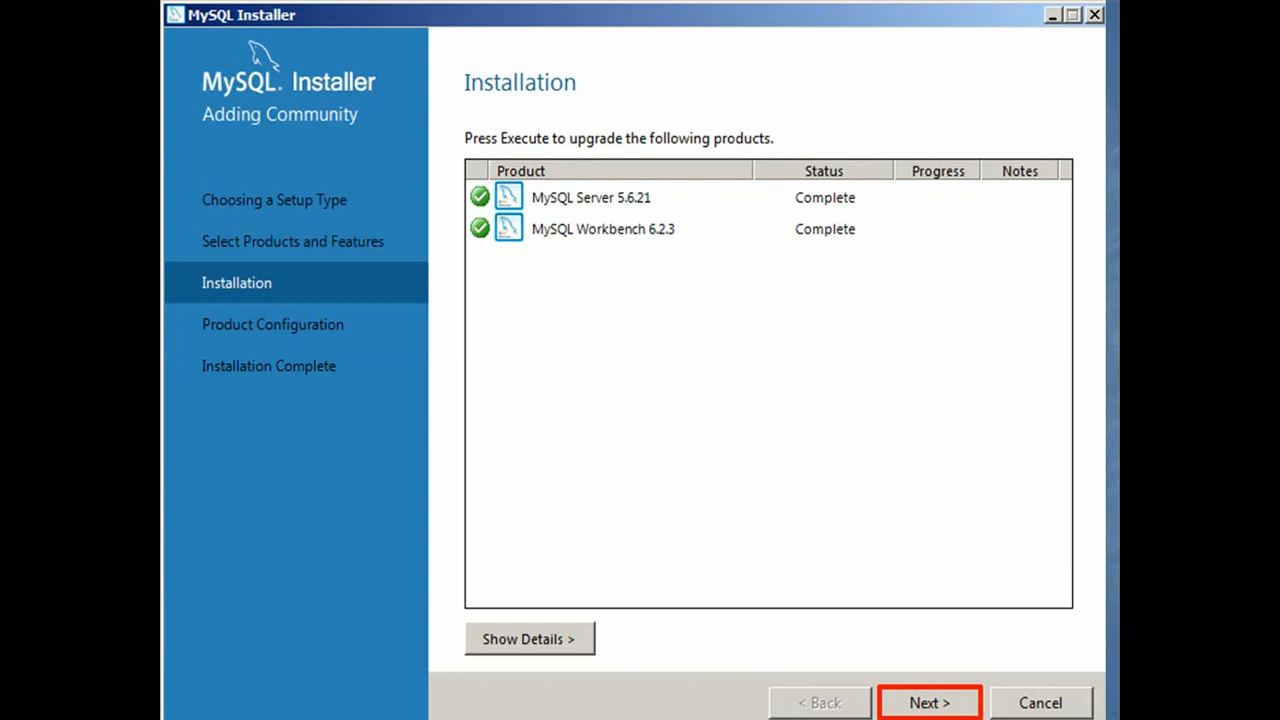 MySQL Installer
MySQL. Installer
Adding Community
Choosing a Setup Type
Select Products and Features
Installation
Product Configuration
Installation Complete
Installation
Press Execute to upgrade the following products.
Product Status Progress Notes
MySQL Server 5.6.21 Complete
MySQL Workbench 6.2.3 Complete
Show Details >
< Back Next > Cancel